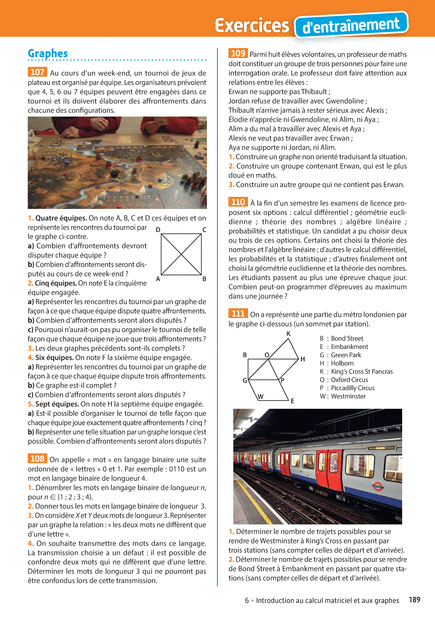 Exercices d'entraînement
Graphes
107 Au cours d'un week-end, un tournoi de jeux de
plateau est organisé par équipe. Les organisateurs prévoient
que 4, 5, 6 ou 7 équipes peuvent être engagées dans ce
tournoi et ils doivent élaborer des affrontements dans
chacune des configurations.
1. Quatre équipes. On note A, B, C et D ces équipes et on
représente les rencontres du tournoi par
le graphe ci-contre.
a) Combien d'affrontements devront
disputer chaque équipe ?
b) Combien d'affrontements seront dis-
putés au cours de ce week-end ?
D C
A B
2. Cinq équipes. On note E la cinquième
équipe engagée.
a) Représenter les rencontres du tournoi par un graphe de
façon à ce que chaque équipe dispute quatre affrontements.
b) Combien d'affrontements seront alors disputés ?
c) Pourquoi n'aurait-on pas pu organiser le tournoi de telle
façon que chaque équipe ne joue que trois affrontements ?
3. Les deux graphes précédents sont-ils complets ?
4. Six équipes. On note F la sixième équipe engagée.
a) Représenter les rencontres du tournoi par un graphe de
façon à ce que chaque équipe dispute trois affrontements.
b) Ce graphe est-il complet ?
c) Combien d'affrontements seront alors disputés ?
5. Sept équipes. On note H la septième équipe engagée.
a) Est-il possible d'organiser le tournoi de telle façon que
chaque équipe joue exactement quatre affrontements ? cinq ?
b) Représenter une telle situation par un graphe lorsque c'est
possible. Combien d'affrontements seront alors disputés ?
108 On appelle « mot » en langage binaire une suite
ordonnée de « lettres » 0 et 1. Par exemple : 0110 est un
mot en langage binaire de longueur 4.
1. Dénombrer les mots en langage binaire de longueur n,
pour n ∈ {1 ; 2 ; 3 ; 4}.
2. Donner tous les mots en langage binaire de longueur 3.
3. On considère X et Y deux mots de longueur 3. Représenter
par un graphe la relation : « les deux mots ne diffèrent que
d'une lettre ».
4. On souhaite transmettre des mots dans ce langage.
La transmission choisie a un défaut : il est possible de
confondre deux mots qui ne diffèrent que d'une lettre.
Déterminer les mots de longueur 3 qui ne pourront pas
être confondus lors de cette transmission.
109 Parmi huit élèves volontaires, un professeur de maths
doit constituer un groupe de trois personnes pour faire une
interrogation orale. Le professeur doit faire attention aux
relations entre les élèves :
Erwan ne supporte pas Thibault ;
Jordan refuse de travailler avec Gwendoline ;
Thibault n'arrive jamais à rester sérieux avec Alexis ;
Élodie n'apprécie ni Gwendoline, ni Alim, ni Aya ;
Alim a du mal à travailler avec Alexis et Aya ;
Alexis ne veut pas travailler avec Erwan ;
Aya ne supporte ni Jordan, ni Alim.
1. Construire un graphe non orienté traduisant la situation.
2. Construire un groupe contenant Erwan, qui est le plus
doué en maths.
3. Construire un autre groupe qui ne contient pas Erwan.
110 À la fin d'un semestre les examens de licence pro-
posent six options : calcul différentiel ; géométrie eucli-
dienne ; théorie des nombres ; algèbre linéaire ;
probabilités et statistique. Un candidat a pu choisir deux
ou trois de ces options. Certains ont choisi la théorie des
nombres et l'algèbre linéaire ; d'autres le calcul différentiel,
les probabilités et la statistique ; d'autres finalement ont
choisi la géométrie euclidienne et la théorie des nombres.
Les étudiants passent au plus une épreuve chaque jour.
Combien peut-on programmer d'épreuves au maximum
dans une journée ?
111 On a représenté une partie du métro londonien par
le graphe ci-dessous (un sommet par station).
K
B O H
G P
W E
B : Bond Street
E : Embankment
G : Green Park
H : Holborn
K : King's Cross St Pancras
O : Oxford Circus
P : Piccadilly Circus
W : Westminster
1. Déterminer le nombre de trajets possibles pour se
rendre de Westminster à King's Cross en passant par
trois stations (sans compter celles de départ et d'arrivée).
2. Déterminer le nombre de trajets possibles pour se rendre
de Bond Street à Embankment en passant par quatre sta-
tions (sans compter celles de départ et d'arrivée).
6 • Introduction au calcul matriciel et aux graphes 189